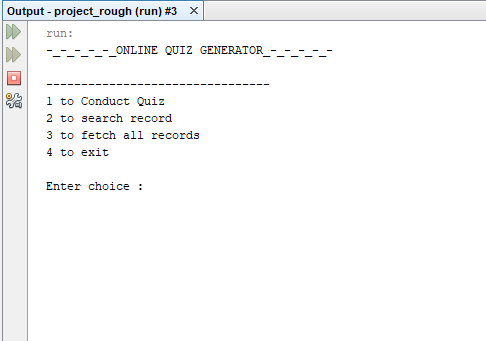 Output - project_rough (run) #3
run:
-_-_-_-_-_ONLINE QUIZ GENERATOR_-_-_-_-_-
--------------------------------
1 to Conduct Quiz
2 to search record
3 to fetch all records
4 to exit
Enter choice :